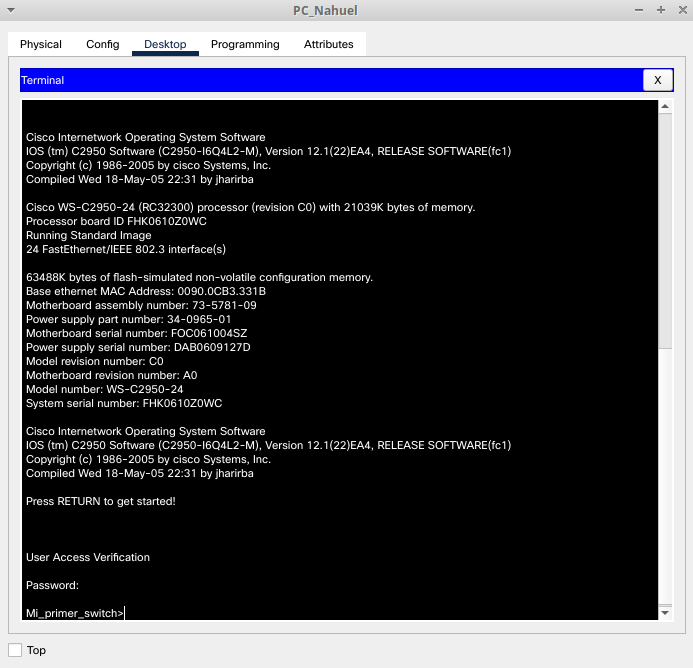 PC_Nahuel
Physical Config Desktop Programming Attributes
Terminal X
Cisco Internetwork Operating System Software
IOS (tm) C2950 Software (C2950-I6Q4L2-M), Version 12.1(22)EA4, RELEASE SOFTWARE(fc1)
Copyright (c) 1986-2005 by cisco Systems, Inc.
Compiled Wed 18-May-05 22:31 by jharirba
Cisco WS-C2950-24 (RC32300) processor (revision C0) with 21039K bytes of memory.
Processor board ID FHK0610Z0WC
Running Standard Image
24 FastEthernet/IEEE 802.3 interface(s)
63488K bytes of flash-simulated non-volatile configuration memory.
Base ethernet MAC Address: 0090.0CB3.331B
Motherboard assembly number: 73-5781-09
Power supply part number: 34-0965-01
Motherboard serial number: FOC061004SZ
Power supply serial number: DAB0609127D
Model revision number: C0
Motherboard revision number: A0
Model number: WS-C2950-24
System serial number: FHK0610Z0WC
Cisco Internetwork Operating System Software
IOS (tm) C2950 Software (C2950-I6Q4L2-M), Version 12.1(22)EA4, RELEASE SOFTWARE(fc1)
Copyright (c) 1986-2005 by cisco Systems, Inc.
Compiled Wed 18-May-05 22:31 by jharirba
Press RETURN to get started!
User Access Verification
Password:
Mi_primer_switch>
Top